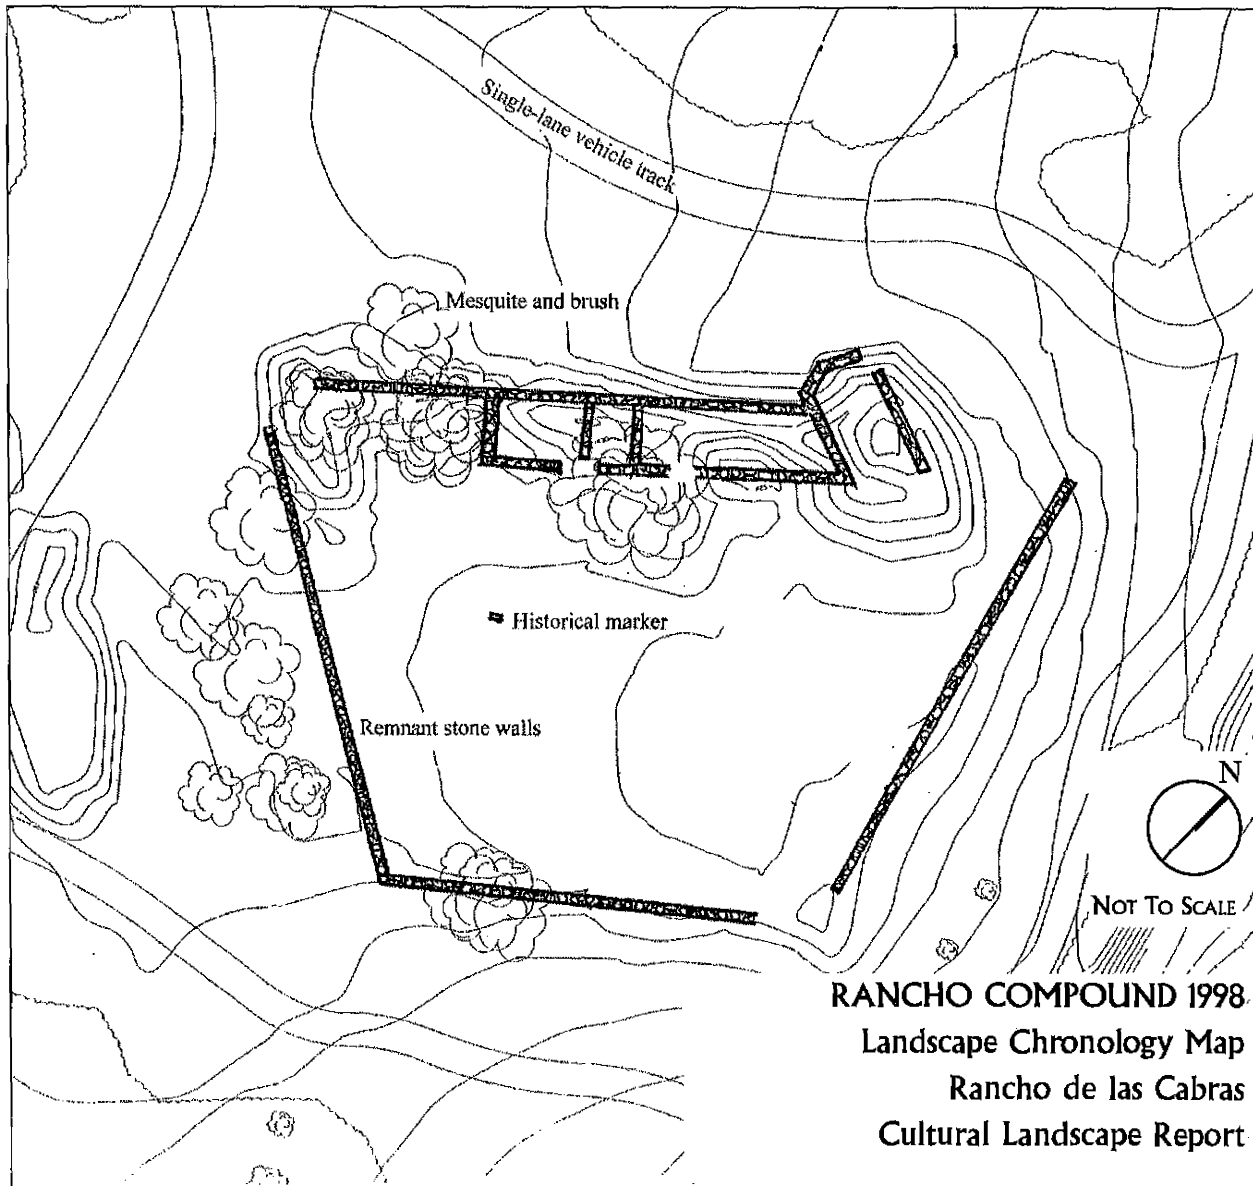 Single-lane vehicle track
Mesquite and brush
Historical marker
Remnant stone walls
N
NOT TO SCALE
RANCHO COMPOUND 1998
Landscape Chronology Map
Rancho de las Cabras
Cultural Landscape Report